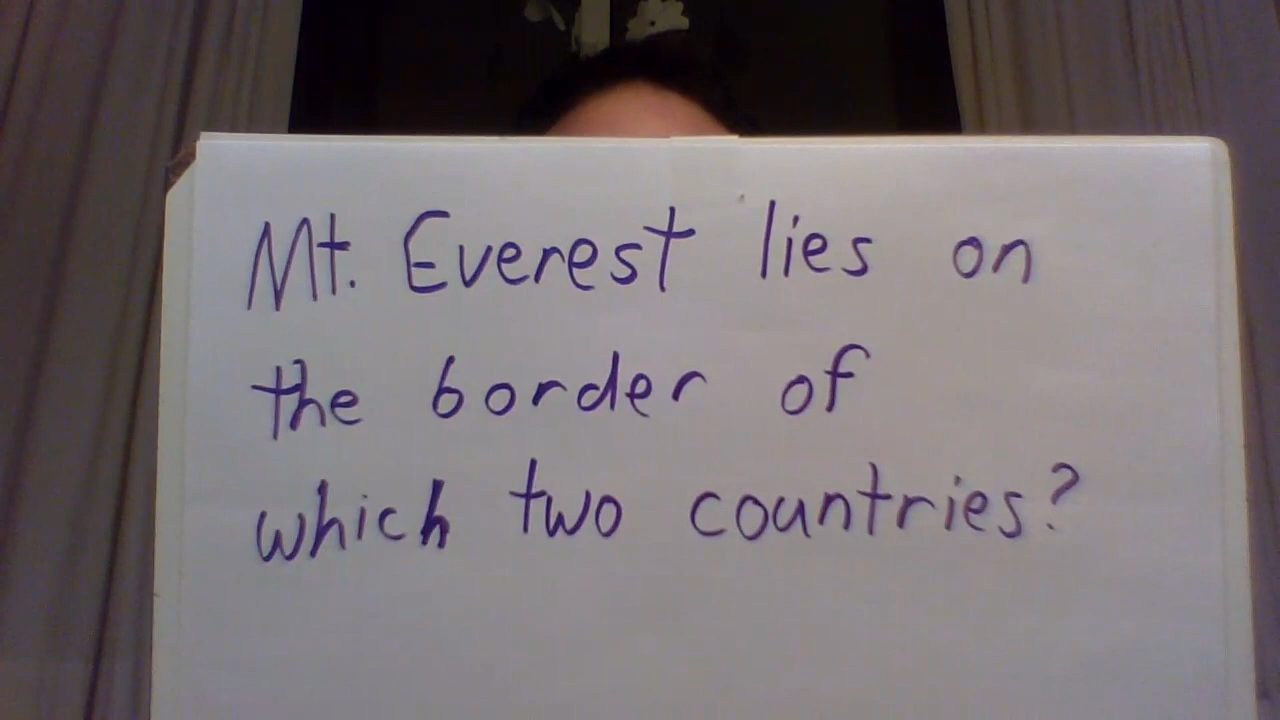 Mt. Everest lies on
the border of
which two countries?